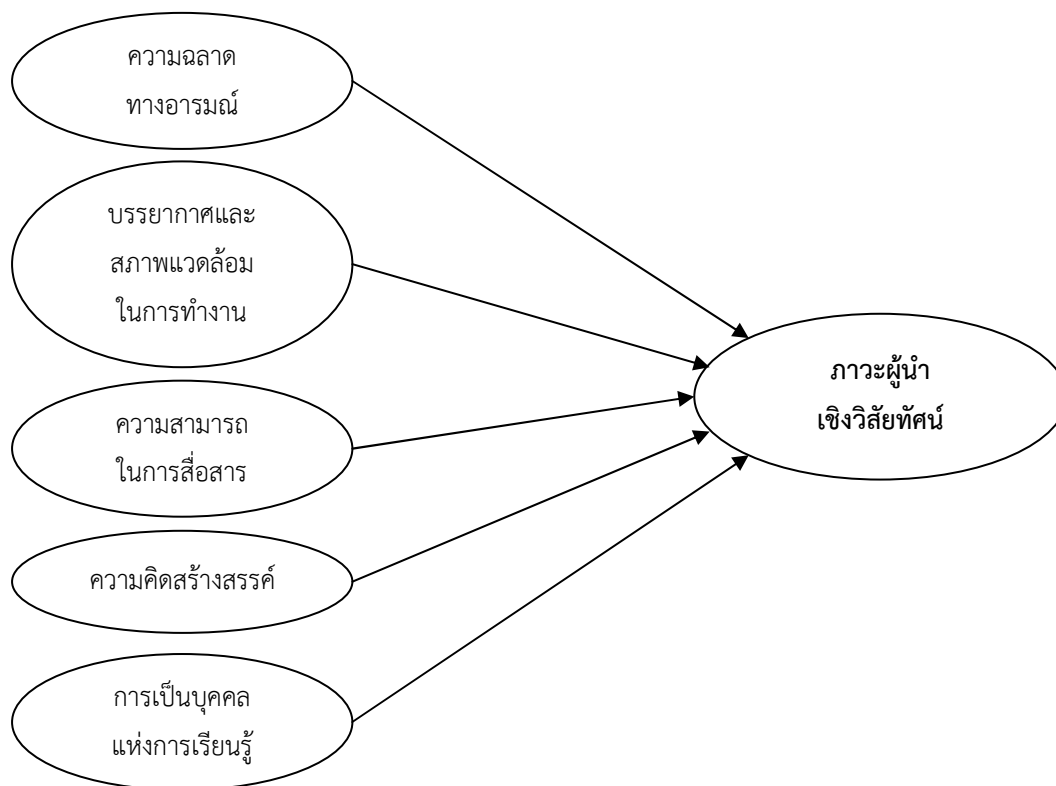 ความฉลาด
ทางอารมณ์
บรรยากาศและ
สภาพแวดล้อม
ในการทำงาน
ความสามารถ
ในการสื่อสาร
ความคิดสร้างสรรค์
การเป็นบุคคล
แห่งการเรียนรู้
ภาวะผู้นำ
เชิงวิสัยทัศน์